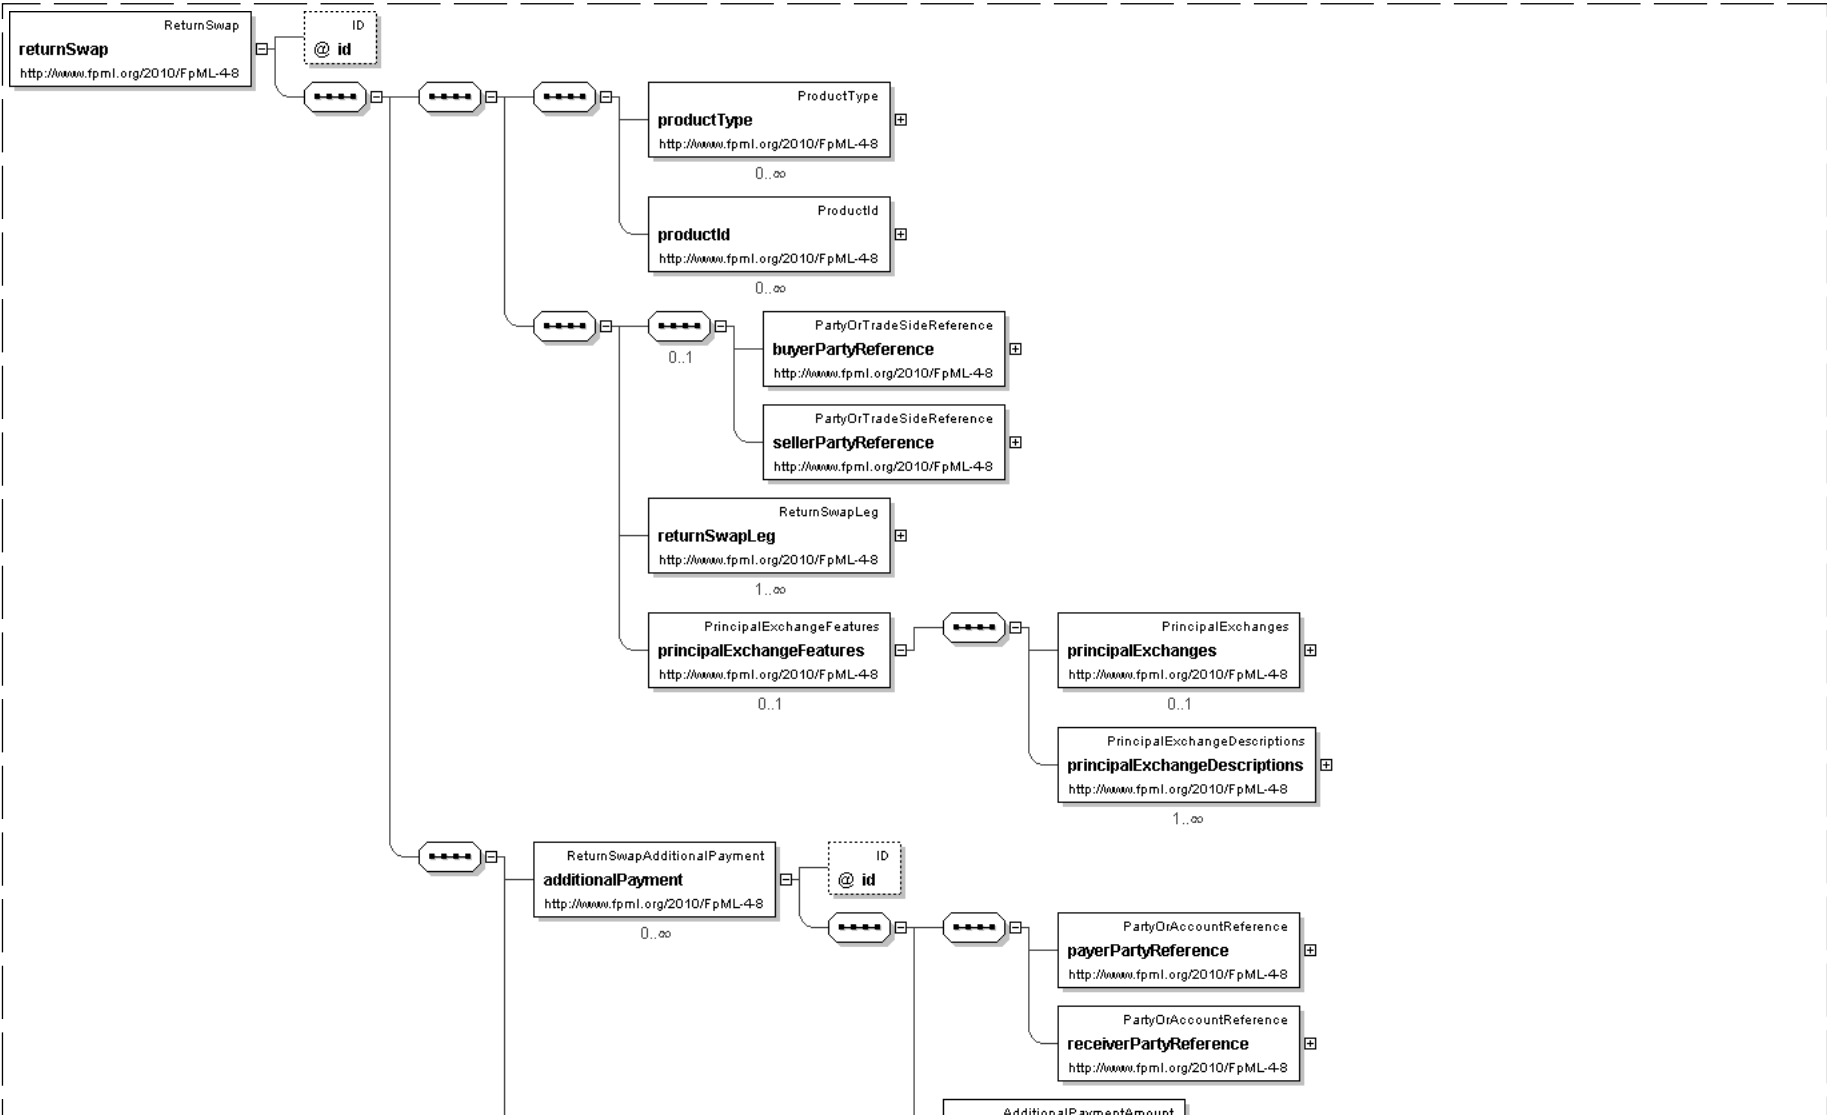 ReturnSwap
returnSwap
http://www.fpml.org/2010/FpML-4-8
ID
@ id
ProductType
productType
http://www.fpml.org/2010/FpML-4-8
0..∞
ProductId
productId
http://www.fpml.org/2010/FpML-4-8
0..∞
PartyOrTradeSideReference
buyerPartyReference
http://www.fpml.org/2010/FpML-4-8
0..1
PartyOrTradeSideReference
sellerPartyReference
http://www.fpml.org/2010/FpML-4-8
ReturnSwapLeg
returnSwapLeg
http://www.fpml.org/2010/FpML-4-8
1..∞
PrincipalExchangeFeatures
principalExchangeFeatures
http://www.fpml.org/2010/FpML-4-8
0..1
PrincipalExchanges
principalExchanges
http://www.fpml.org/2010/FpML-4-8
0..1
PrincipalExchangeDescriptions
principalExchangeDescriptions
http://www.fpml.org/2010/FpML-4-8
1..∞
ReturnSwapAdditionalPayment
additionalPayment
http://www.fpml.org/2010/FpML-4-8
0..∞
ID
@ id
PartyOrAccountReference
payerPartyReference
http://www.fpml.org/2010/FpML-4-8
PartyOrAccountReference
receiverPartyReference
http://www.fpml.org/2010/FpML-4-8
AdditionalPaymentAmount